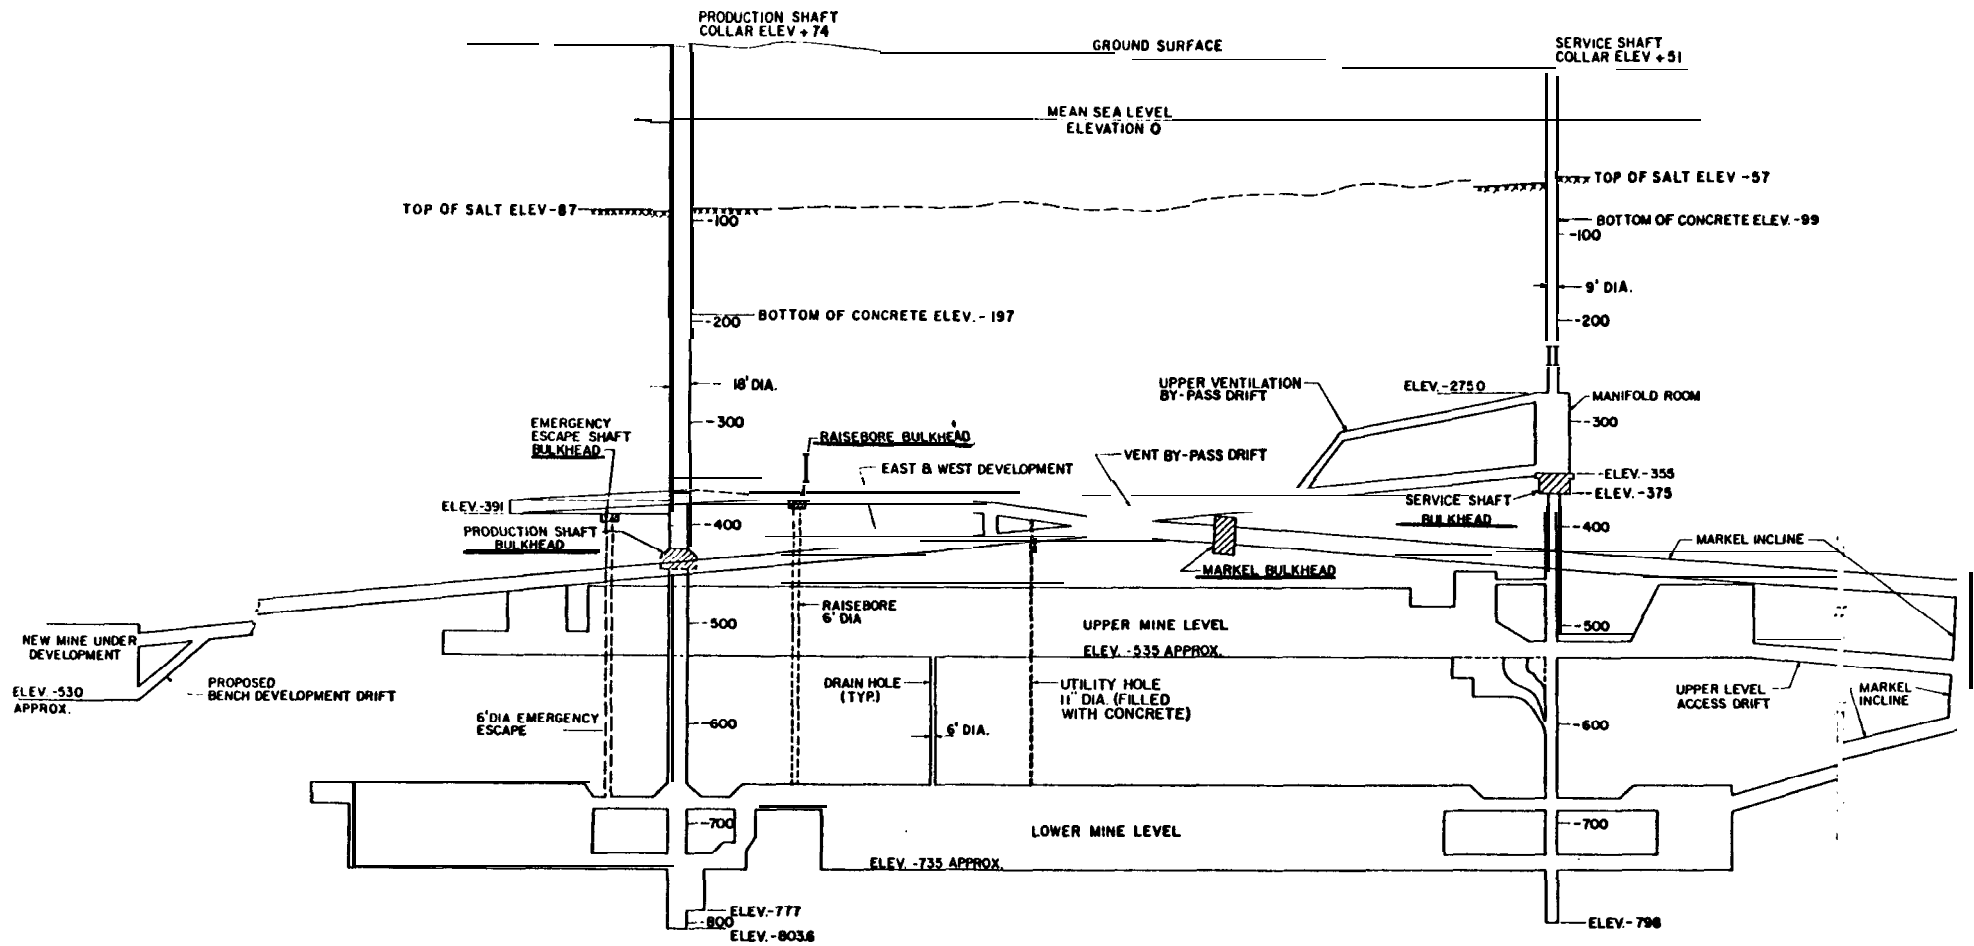 PRODUCTION SHAFT
COLLAR ELEV + 74
GROUND SURFACE
SERVICE SHAFT
COLLAR ELEV + 51
MEAN SEA LEVEL
ELEVATION O
TOP OF SALT ELEV -57
TOP OF SALT ELEV-87
-100
BOTTOM OF CONCRETE ELEV. -99
-100
9' DIA.
BOTTOM OF CONCRETE ELEV. - 197
-200
-200
18' DIA.
UPPER VENTILATION
BY-PASS DRIFT
ELEV. -275 0
MANIFOLD ROOM
EMERGENCY
ESCAPE SHAFT
BULKHEAD
-300
-300
RAISEBORE BULKHEAD
EAST & WEST DEVELOPMENT
VENT BY-PASS DRIFT
ELEV. -355
ELEV. -375
SERVICE SHAFT
BULKHEAD
ELEV. -391
-400
-400
PRODUCTION SHAFT
BULKHEAD
MARKEL INCLINE
MARKEL BULKHEAD
RAISEBORE
6' DIA
-500
UPPER MINE LEVEL
-500
NEW MINE UNDER
DEVELOPMENT
ELEV. -535 APPROX.
PROPOSED
BENCH DEVELOPMENT DRIFT
ELEV. -530
APPROX.
DRAIN HOLE
(TYP.)
UTILITY HOLE
11" DIA. (FILLED
WITH CONCRETE)
UPPER LEVEL
ACCESS DRIFT
MARKEL
INCLINE
6' DIA EMERGENCY
ESCAPE
-600
6' DIA.
-600
-700
LOWER MINE LEVEL
-700
ELEV. -735 APPROX.
ELEV. -777
-800
ELEV. -803.6
ELEV. -798